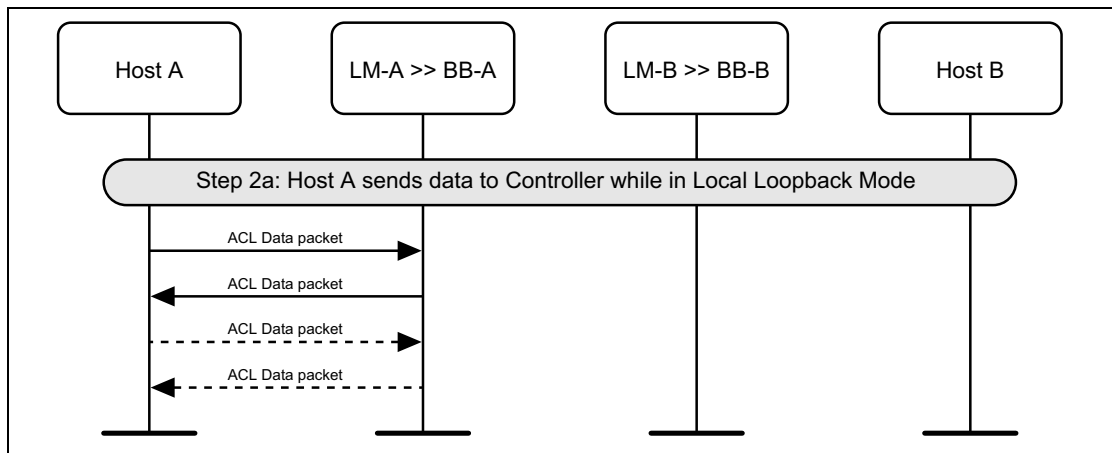 Host A
LM-A >> BB-A
LM-B >> BB-B
Host B
Step 2a: Host A sends data to Controller while in Local Loopback Mode
ACL Data packet
ACL Data packet
ACL Data packet
ACL Data packet